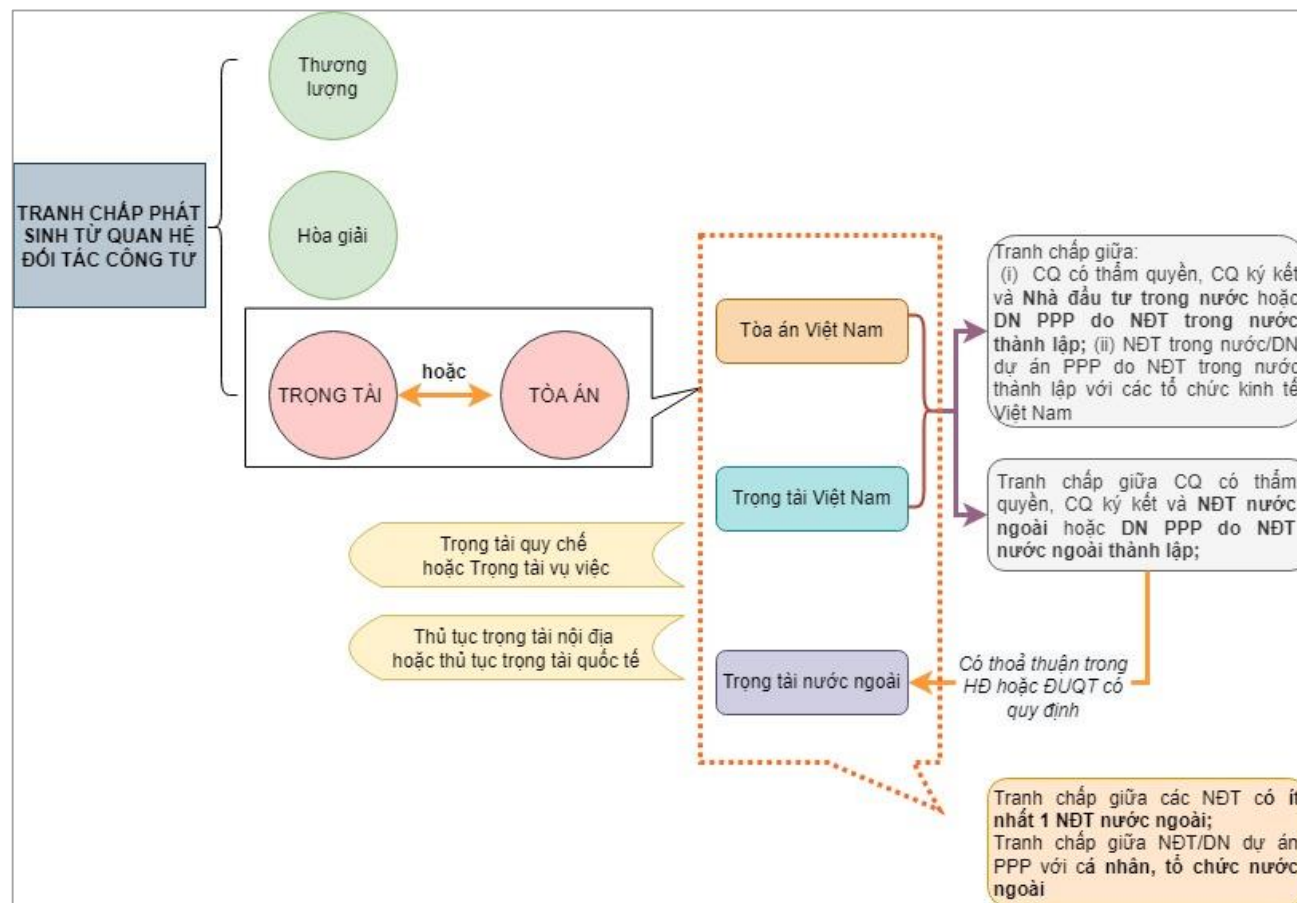 Thương
lượng
TRANH CHẤP PHÁT
SINH TỪ QUAN HỆ
ĐỐI TÁC CÔNG TƯ
Hòa giải
TRỌNG TÀI
hoặc
TÒA ÁN
Tòa án Việt Nam
Trọng tài Việt Nam
Trọng tài nước ngoài
Tranh chấp giữa:
(i) CQ có thẩm quyền, CQ ký kết
và Nhà đầu tư trong nước hoặc
DN PPP do NĐT trong nước
thành lập; (ii) NĐT trong nước/DN
dự án PPP do NĐT trong nước
thành lập với các tổ chức kinh tế
Việt Nam
Tranh chấp giữa CQ có thẩm
quyền, CQ ký kết và NĐT nước
ngoài hoặc DN PPP do NĐT
nước ngoài thành lập;
Trọng tài quy chế
hoặc Trọng tài vụ việc
Thủ tục trọng tài nội địa
hoặc thủ tục trọng tài quốc tế
Có thoả thuận trong
HĐ hoặc ĐUQT có
quy định
Tranh chấp giữa các NĐT có ít
nhất 1 NĐT nước ngoài;
Tranh chấp giữa NĐT/DN dự án
PPP với cá nhân, tổ chức nước
ngoài